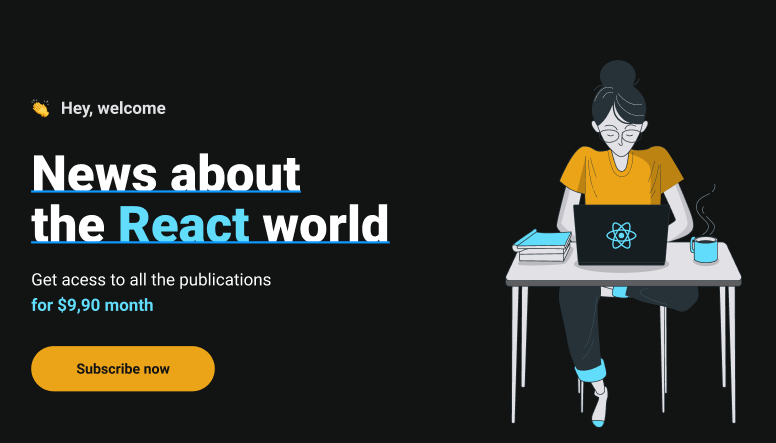 👏 Hey, welcome
News about
the React world
Get acess to all the publications
for $9,90 month
Subscribe now